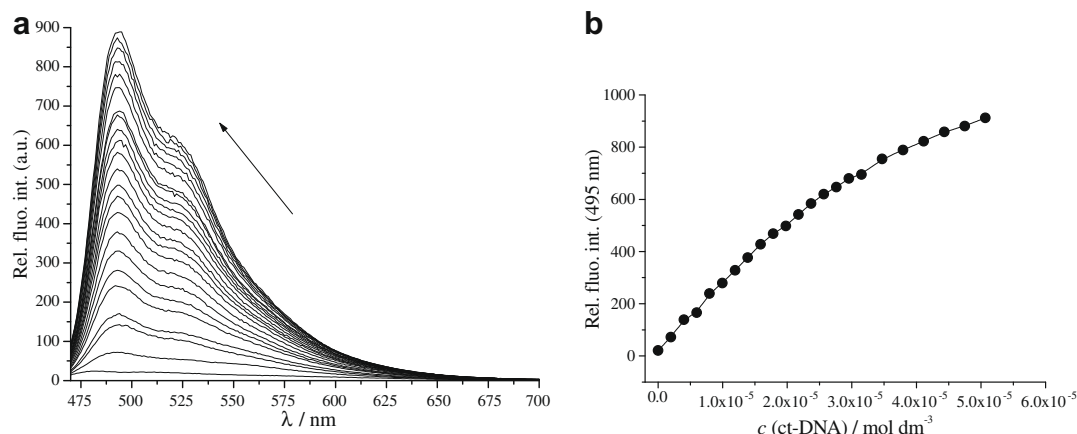 a
900
800
700
600
500
400
300
200
100
0
Rel. fluo. int. (a.u.)
475 500 525 550 575 600 625 650 675 700
λ / nm
b
1000
800
600
400
200
0
Rel. fluo. int. (495 nm)
0.0 1.0x10⁻⁵ 2.0x10⁻⁵ 3.0x10⁻⁵ 4.0x10⁻⁵ 5.0x10⁻⁵ 6.0x10⁻⁵
c (ct-DNA) / mol dm⁻³